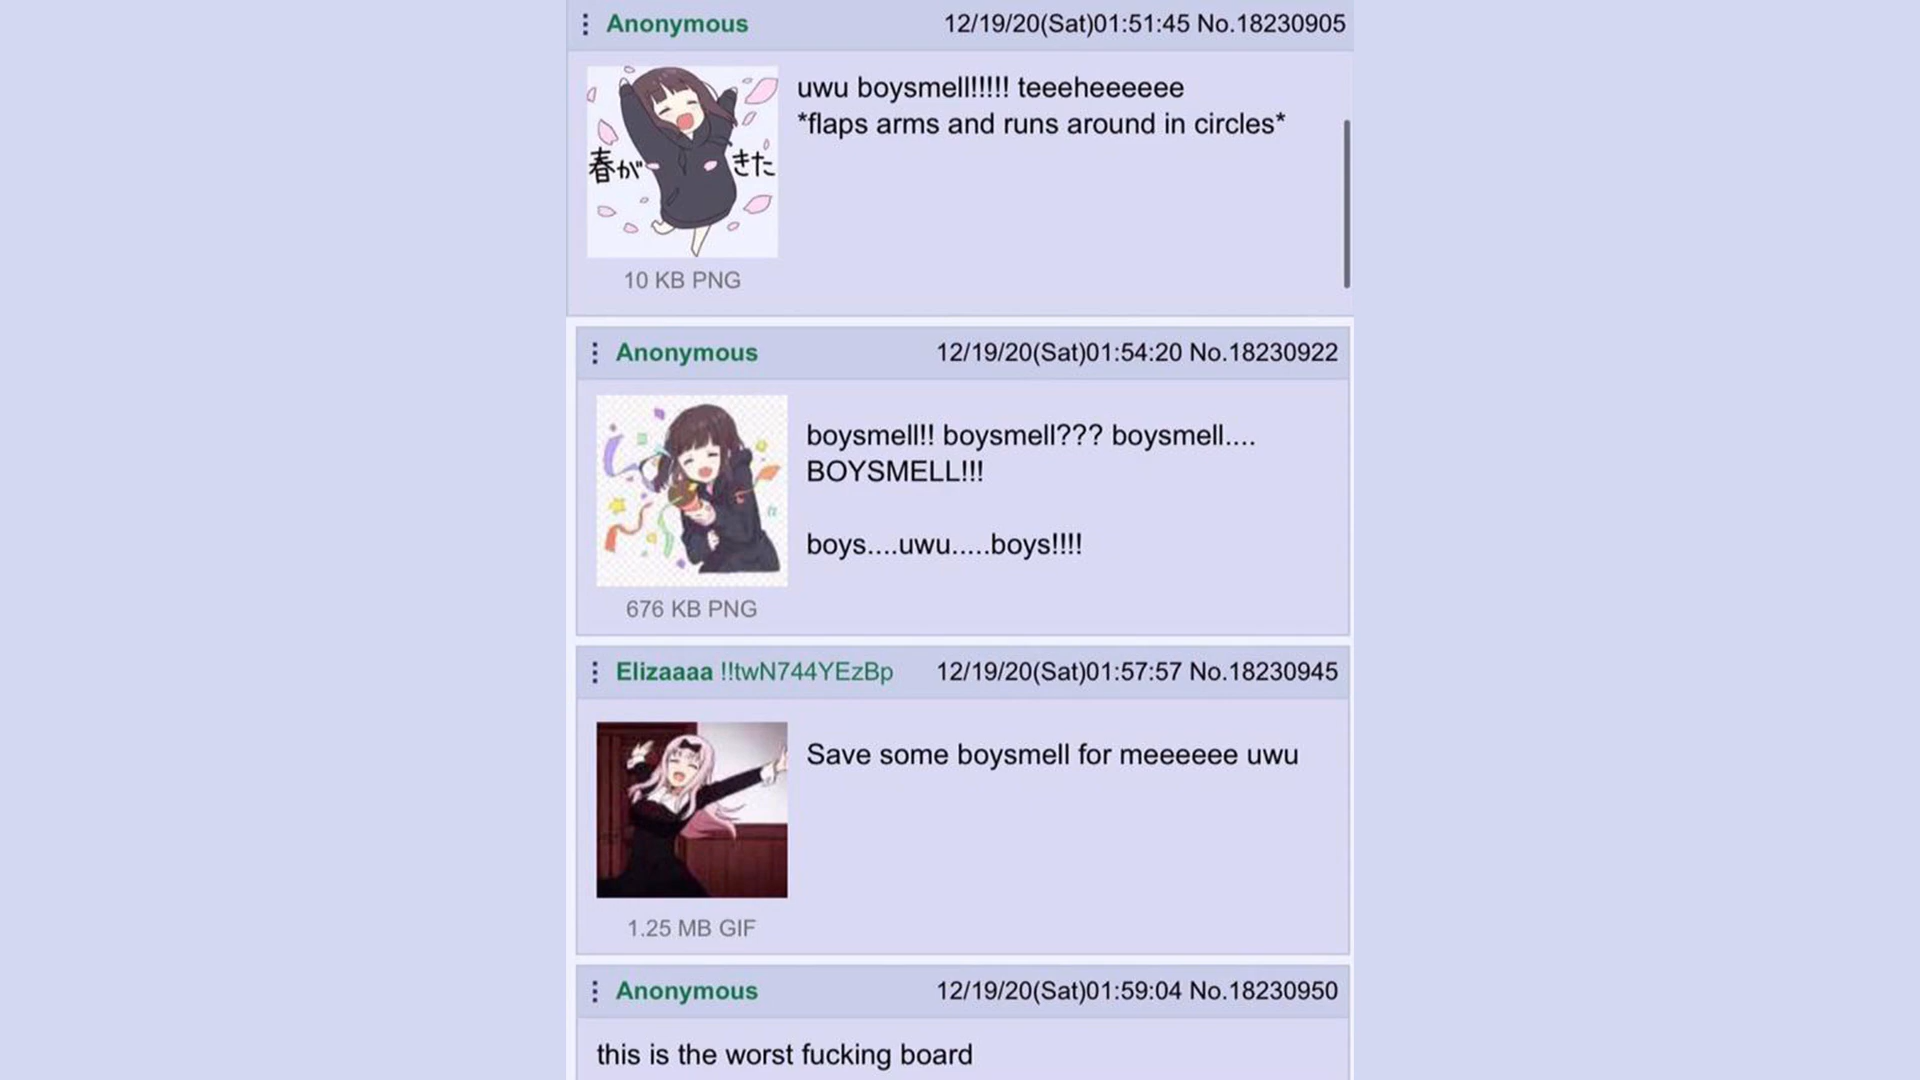 Anonymous 12/19/20(Sat)01:51:45 No.18230905
uwu boysmell!!!!! teeeheeeeee
*flaps arms and runs around in circles*
春が きた
10 KB PNG
Anonymous 12/19/20(Sat)01:54:20 No.18230922
boysmell!! boysmell??? boysmell....
BOYSMELL!!!
boys....uwu.....boys!!!!
676 KB PNG
Elizaaaa !!twN744YEzBp 12/19/20(Sat)01:57:57 No.18230945
Save some boysmell for meeeeee uwu
1.25 MB GIF
Anonymous 12/19/20(Sat)01:59:04 No.18230950
this is the worst fucking board